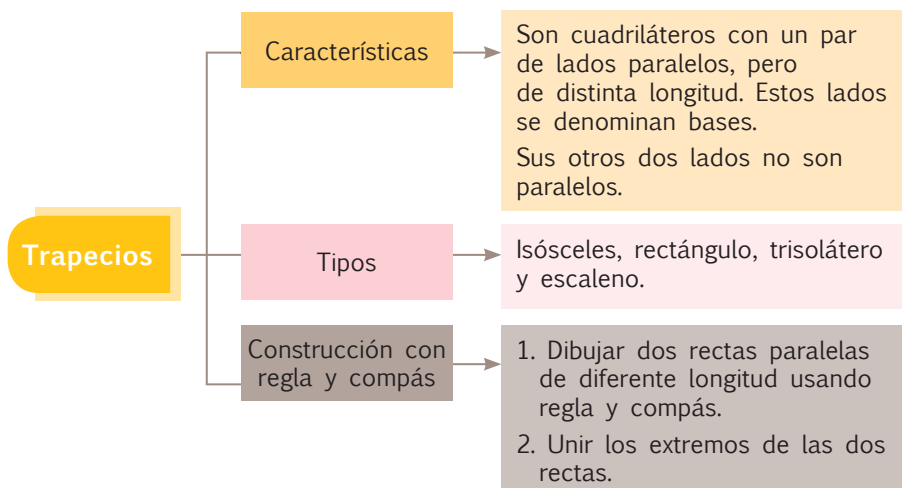 Trapecios
Características
Son cuadriláteros con un par
de lados paralelos, pero
de distinta longitud. Estos lados
se denominan bases.
Sus otros dos lados no son
paralelos.
Tipos
Isósceles, rectángulo, trisolátero
y escaleno.
Construcción con
regla y compás
1. Dibujar dos rectas paralelas
de diferente longitud usando
regla y compás.
2. Unir los extremos de las dos
rectas.